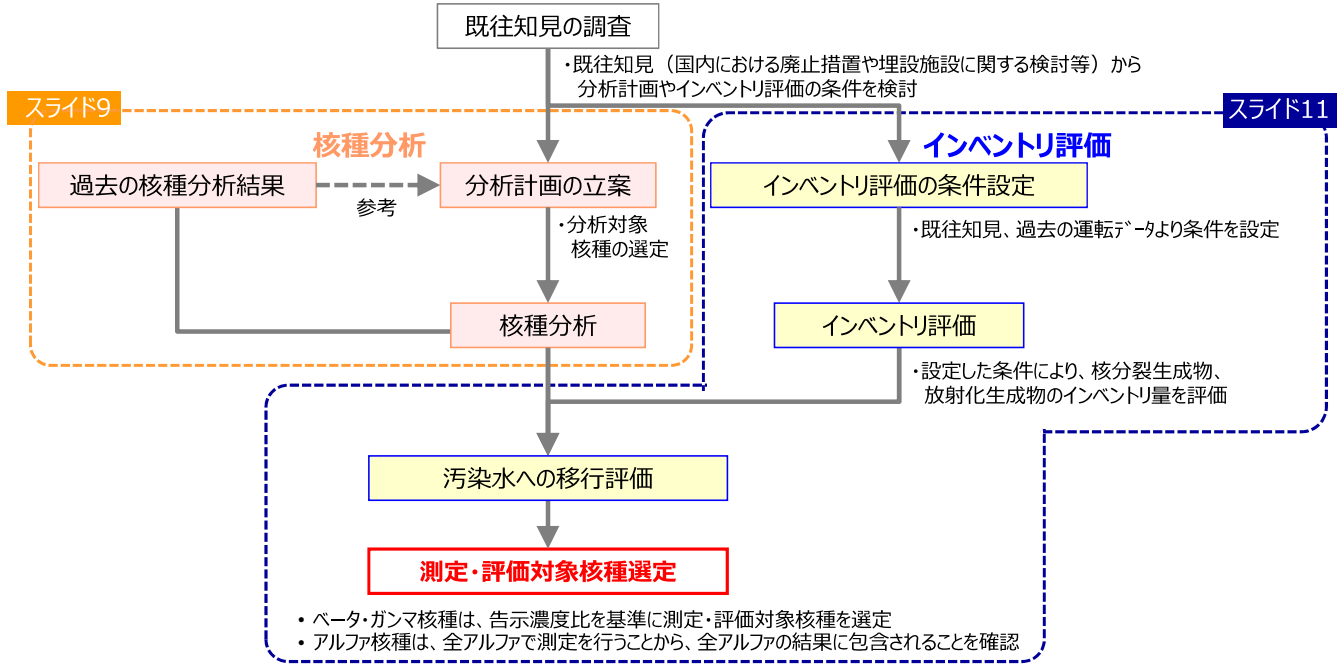 既往知見の調査
・既往知見（国内における廃止措置や埋設施設に関する検討等）から
分析計画やインベントリ評価の条件を検討
スライド9
スライド11
核種分析
インベントリ評価
過去の核種分析結果
参考
分析計画の立案
インベントリ評価の条件設定
・分析対象
核種の選定
・既往知見、過去の運転ﾃﾞｰﾀより条件を設定
核種分析
インベントリ評価
・設定した条件により、核分裂生成物、
放射化生成物のインベントリ量を評価
汚染水への移行評価
測定・評価対象核種選定
• ベータ・ガンマ核種は、告示濃度比を基準に測定・評価対象核種を選定
• アルファ核種は、全アルファで測定を行うことから、全アルファの結果に包含されることを確認